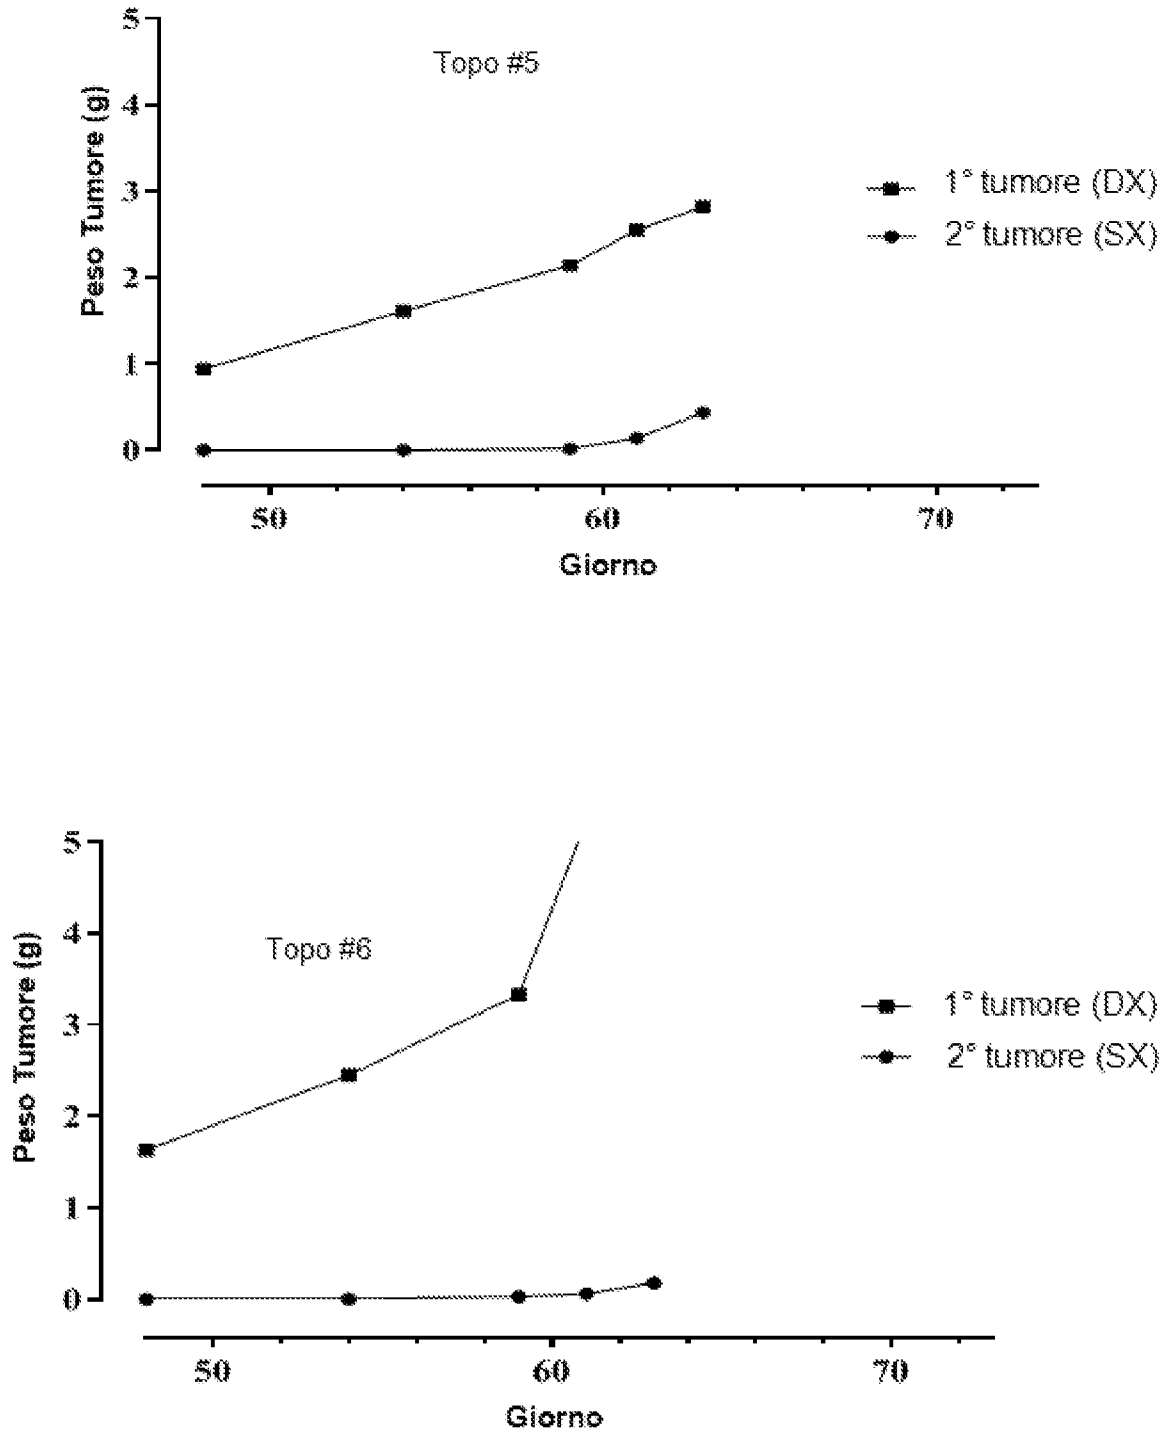 5
Topo #5
4
Peso Tumore (g)
3
1° tumore (DX)
2° tumore (SX)
2
1
0
50 60 70
Giorno
5
4
Topo #6
Peso Tumore (g)
3
1° tumore (DX)
2° tumore (SX)
2
1
0
50 60 70
Giorno